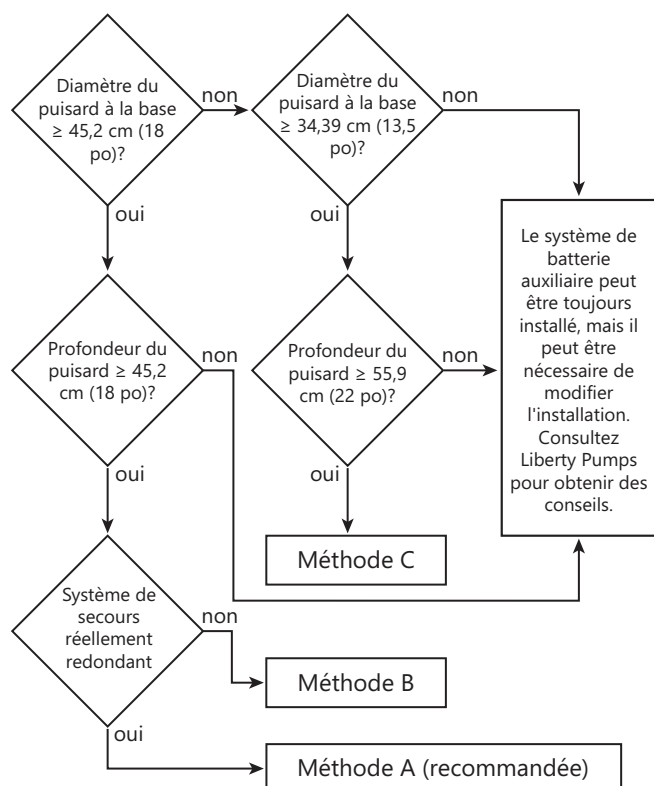 Diamètre du
puisard à la base
≥ 45,2 cm (18
po)?
non
Diamètre du
puisard à la base
≥ 34,39 cm (13,5
po)?
non
oui
oui
Le système de
batterie
auxiliaire peut
être toujours
installé, mais il
peut être
nécessaire de
modifier
l'installation.
Consultez
Liberty Pumps
pour obtenir des
conseils.
Profondeur du
puisard ≥ 45,2
cm (18 po)?
non
Profondeur du
puisard ≥ 55,9
cm (22 po)?
non
oui
oui
Méthode C
Système de
secours
réellement
redondant
non
Méthode B
oui
Méthode A (recommandée)